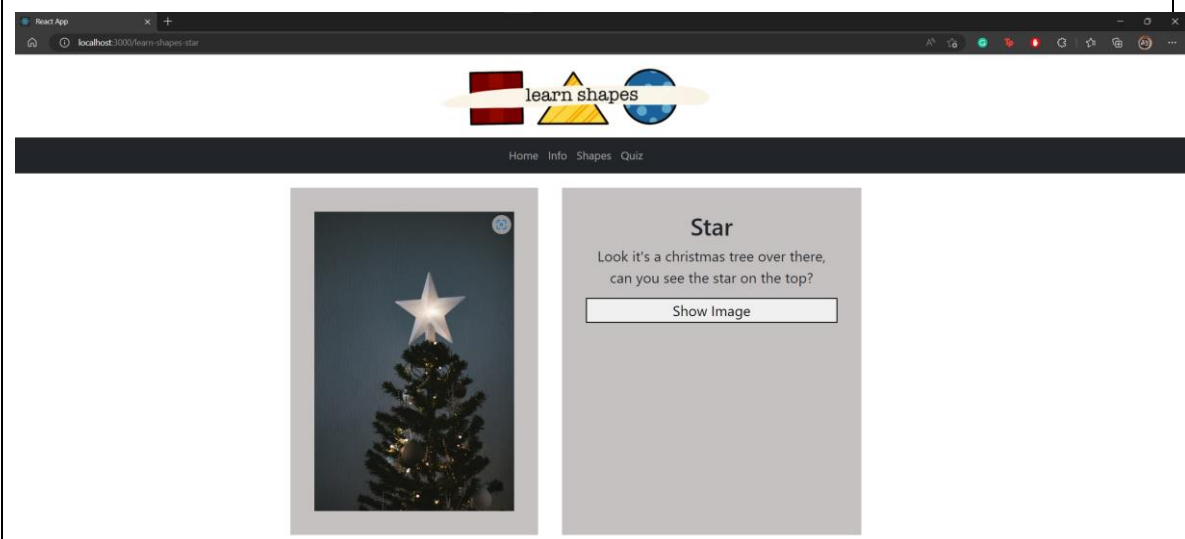 React App
localhost:3000/learn-shapes-star
learn shapes
Home Info Shapes Quiz
Star
Look it's a christmas tree over there,
can you see the star on the top?
Show Image